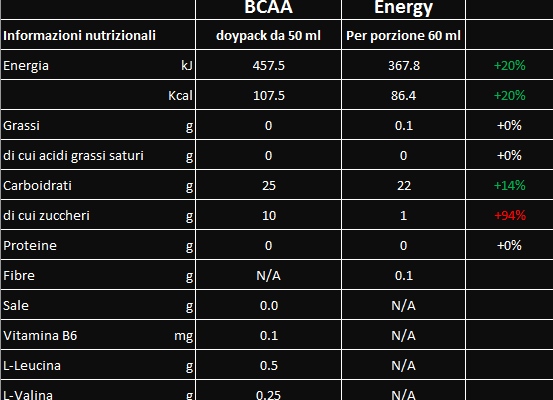 BCAA Energy
Informazioni nutrizionali doypack da 50 ml Per porzione 60 ml
Energia kJ 457.5 367.8 +20%
Kcal 107.5 86.4 +20%
Grassi g 0 0.1 +0%
di cui acidi grassi saturi g 0 0 +0%
Carboidrati g 25 22 +14%
di cui zuccheri g 10 1 +94%
Proteine g 0 0 +0%
Fibre g N/A 0.1
Sale g 0.0 N/A
Vitamina B6 mg 0.1 N/A
L-Leucina g 0.5 N/A
L-Valina g 0.25 N/A